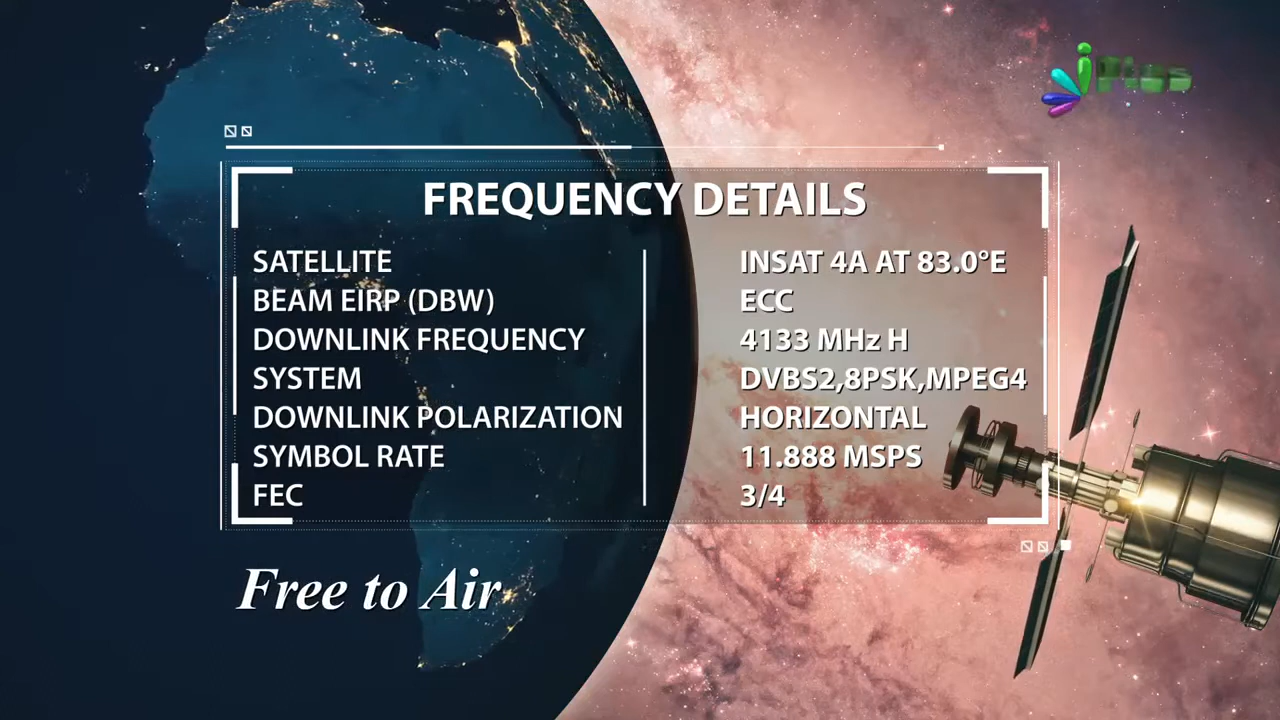 iPlus
FREQUENCY DETAILS
SATELLITE INSAT 4A AT 83.0°E
BEAM EIRP (DBW) ECC
DOWNLINK FREQUENCY 4133 MHz H
SYSTEM DVBS2,8PSK,MPEG4
DOWNLINK POLARIZATION HORIZONTAL
SYMBOL RATE 11.888 MSPS
FEC 3/4
Free to Air